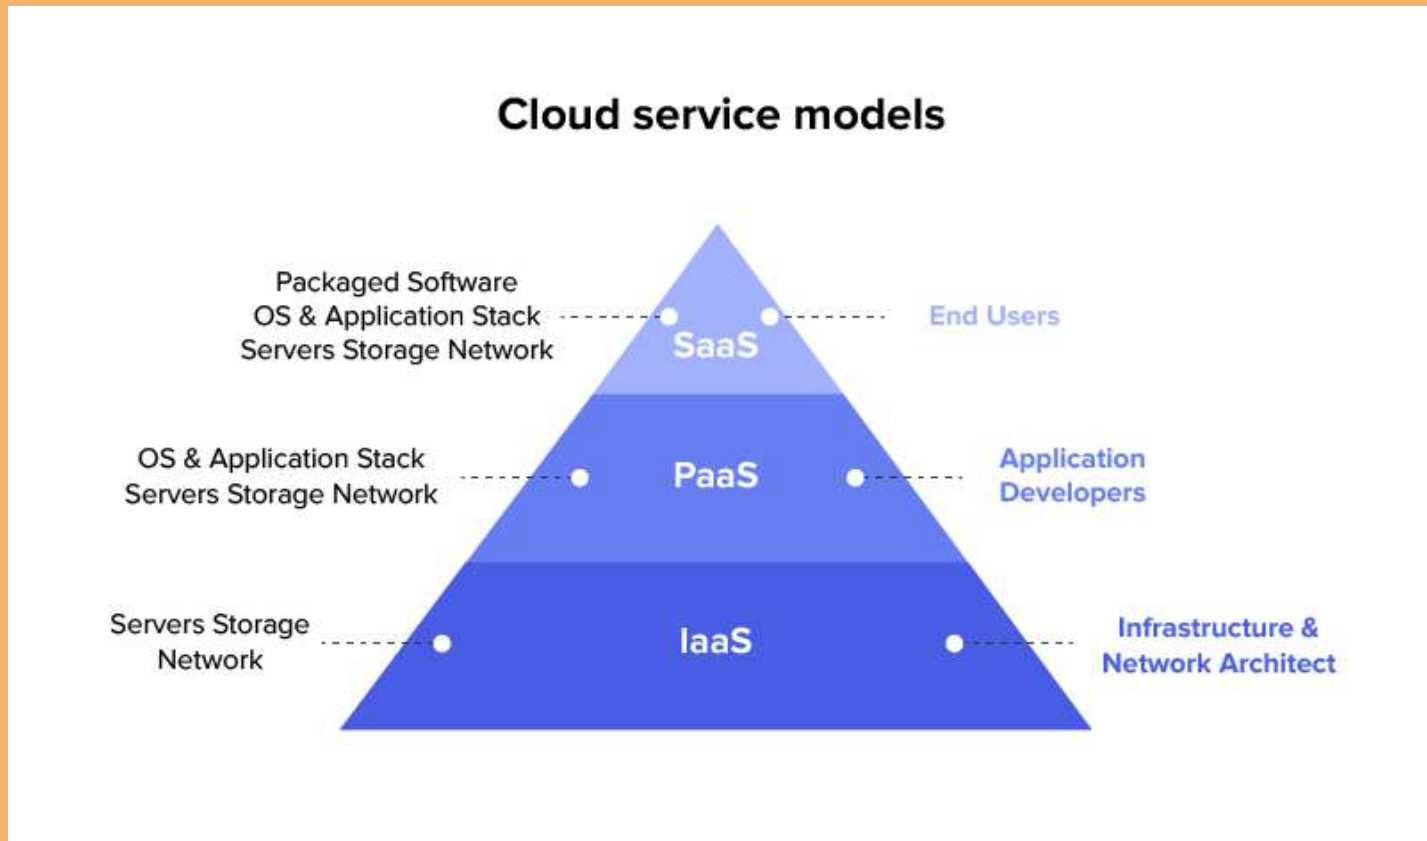 Cloud service models
Packaged Software
OS & Application Stack
Servers Storage Network
SaaS
End Users
OS & Application Stack
Servers Storage Network
PaaS
Application
Developers
Servers Storage
Network
IaaS
Infrastructure &
Network Architect